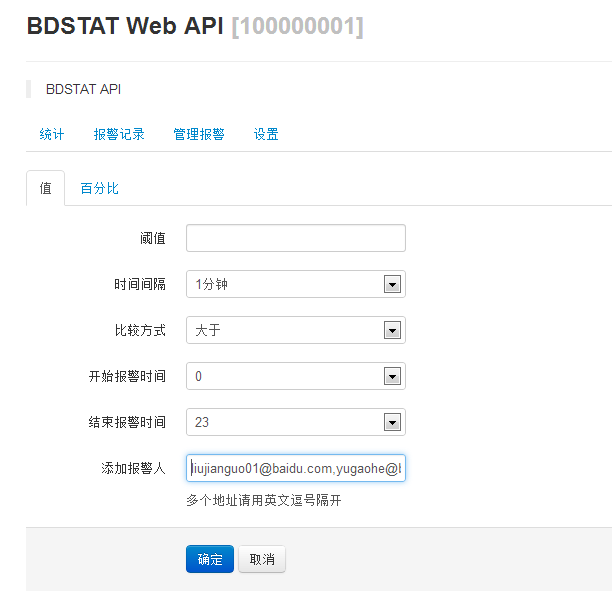 BDSTAT Web API [100000001]
BDSTAT API
统计 报警记录 管理报警 设置
值 百分比
阈值
时间间隔 1分钟
比较方式 大于
开始报警时间 0
结束报警时间 23
添加报警人 liujianguo01@baidu.com,yugaohe@b
多个地址请用英文逗号隔开
确定 取消